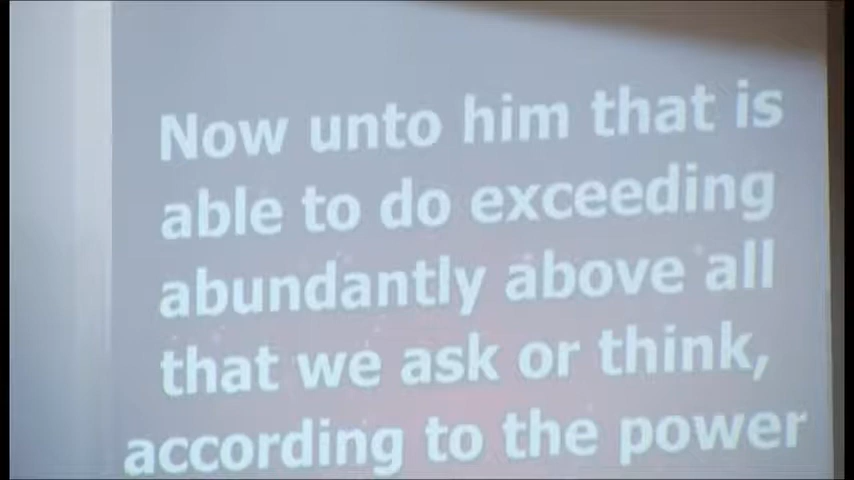 Now unto him that is
able to do exceeding
abundantly above all
that we ask or think,
according to the power